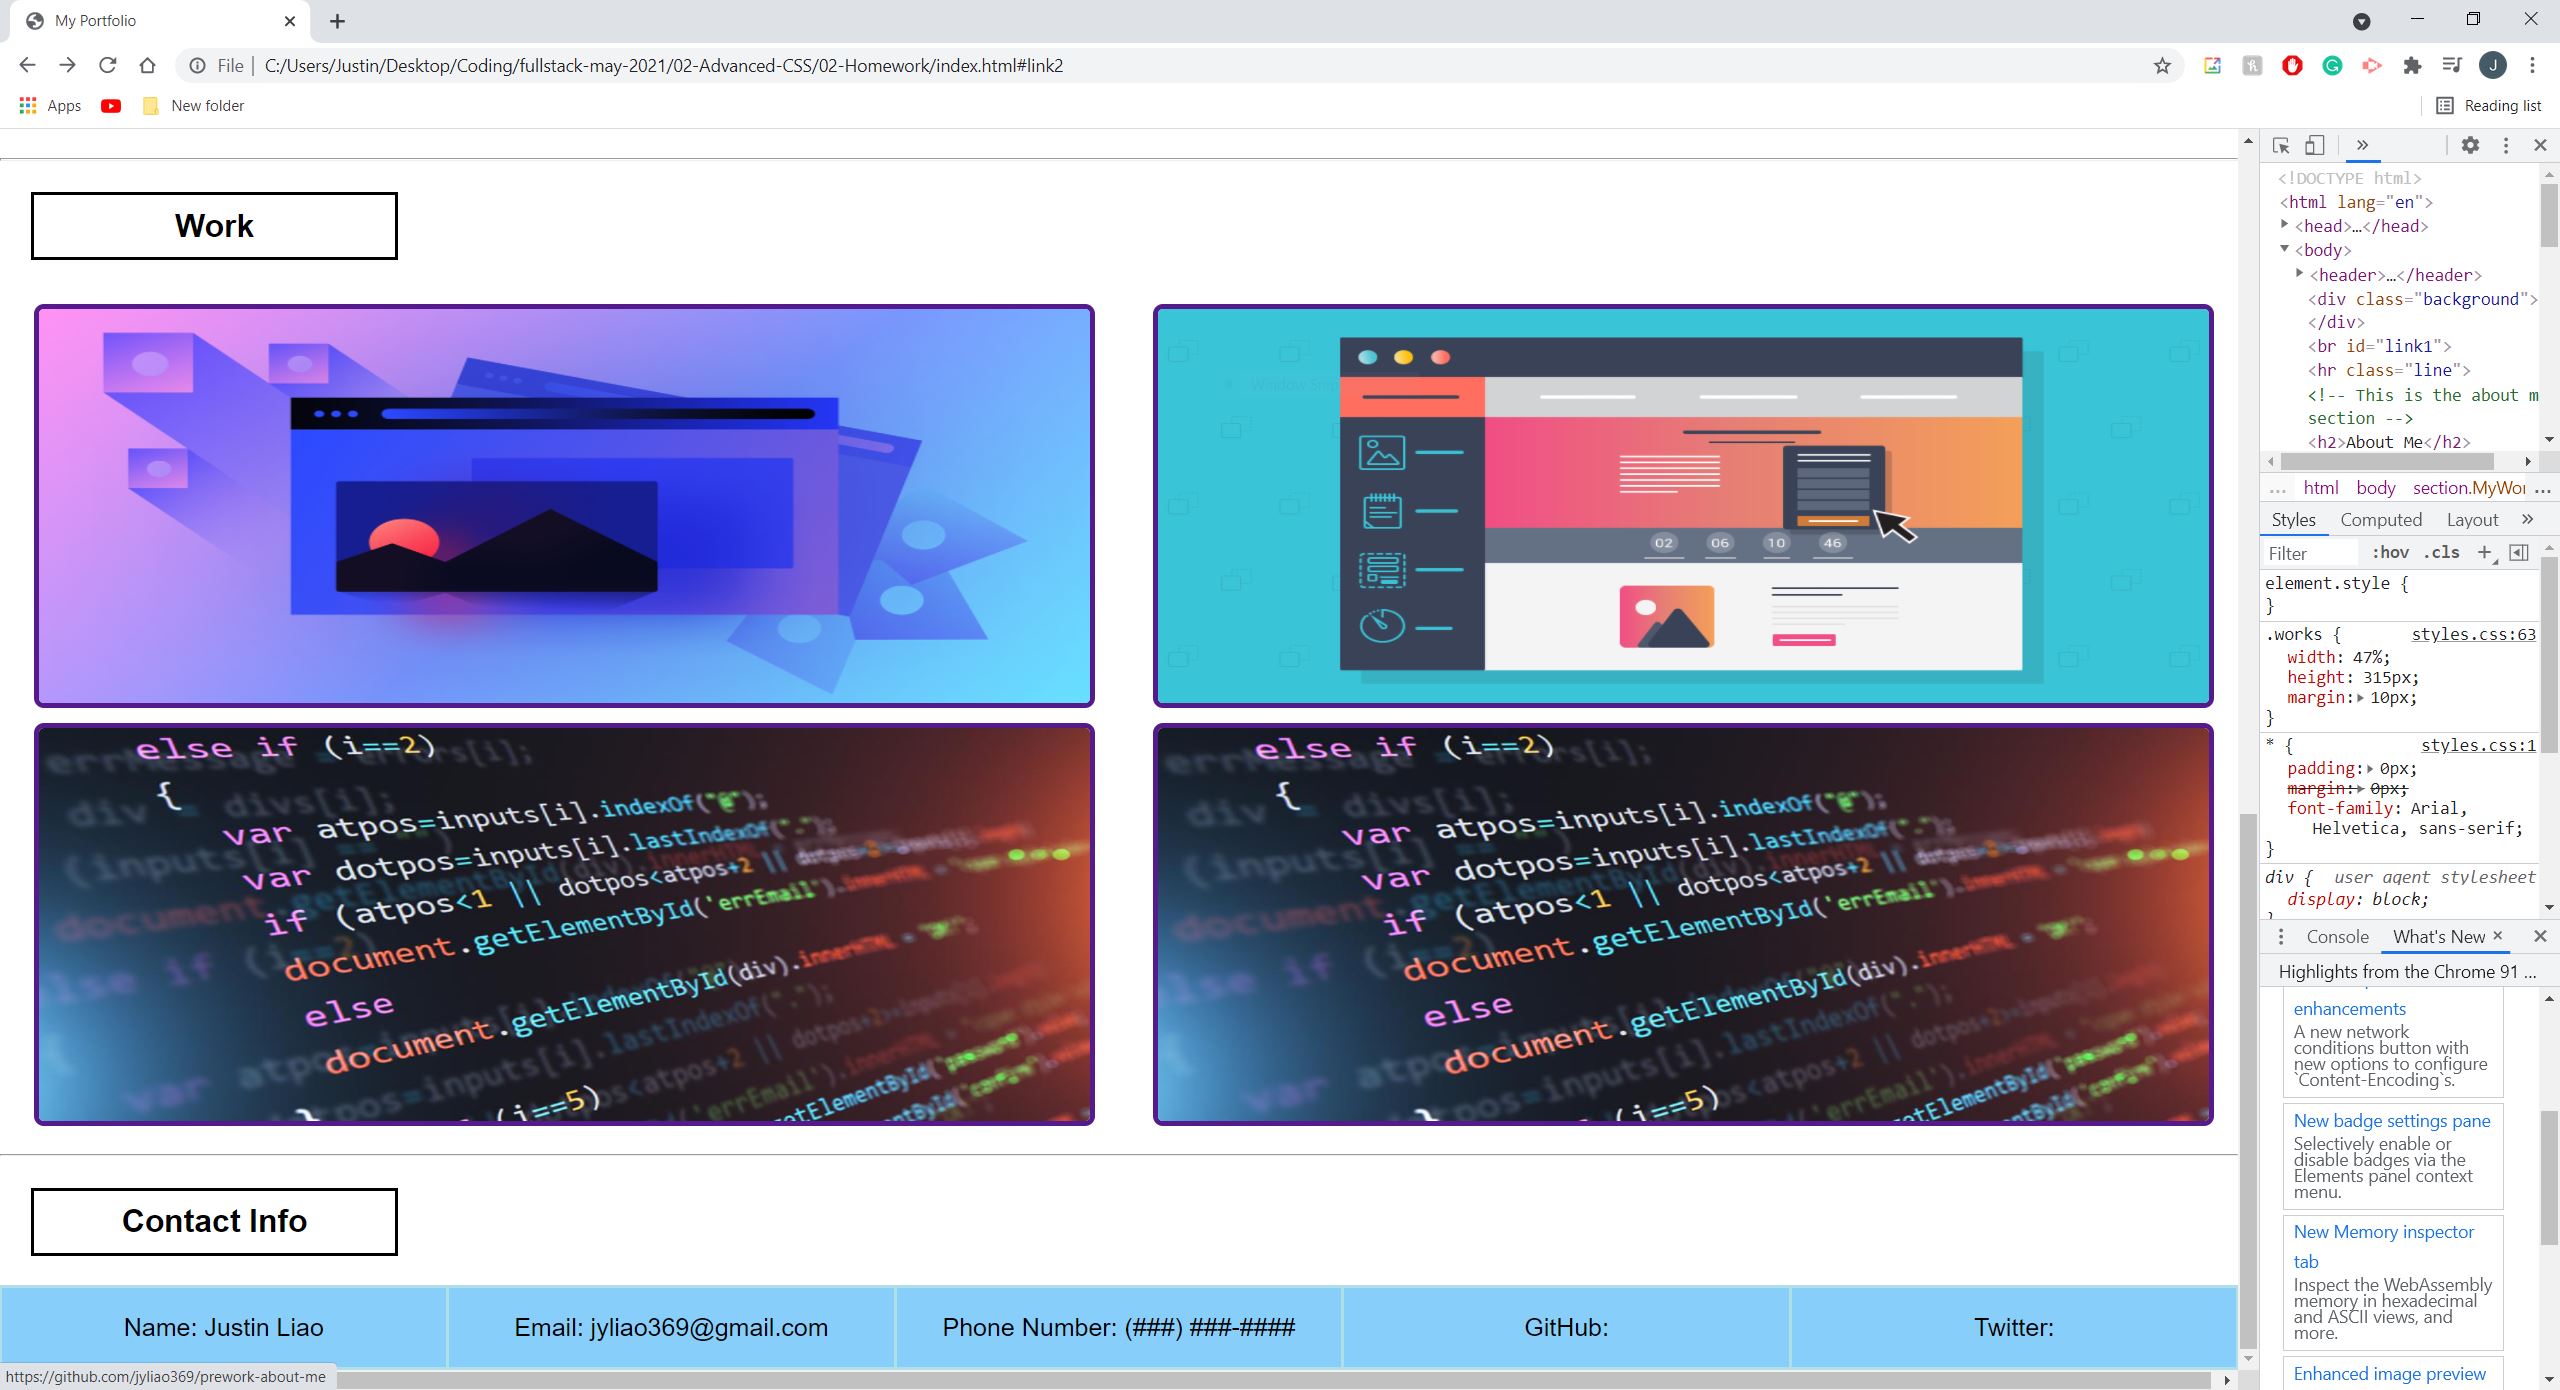 My Portfolio
File | C:/Users/Justin/Desktop/Coding/fullstack-may-2021/02-Advanced-CSS/02-Homework/index.html#link2
J
Apps
New folder
Reading list
Work
Window Snip
02 06 10 46
else if (i==2)
{
var atpos=inputs[i].indexOf("@");
var dotpos=inputs[i].lastIndexOf(".");
if (atpos<1 || dotpos<atpos+2 ||
document.getElementById('errEmail').innerHTML =
else
document.getElementById(div).innerHTML =
(i==5)
else if (i==2)
{
var atpos=inputs[i].indexOf("@");
var dotpos=inputs[i].lastIndexOf(".");
if (atpos<1 || dotpos<atpos+2 ||
document.getElementById('errEmail').innerHTML =
else
document.getElementById(div).innerHTML =
(i==5)
Contact Info
Name: Justin Liao
Email: jyliao369@gmail.com
Phone Number: (###) ###-####
GitHub:
Twitter:
https://github.com/jyliao369/prework-about-me
<!DOCTYPE html>
<html lang="en">
<head>…</head>
<body>
<header>…</header>
<div class="background">
</div>
<br id="link1">
<hr class="line">
<!-- This is the about m
section -->
<h2>About Me</h2>
... html body section.MyWor ...
Styles Computed Layout »
Filter :hov .cls +
element.style {
}
.works { styles.css:63
width: 47%;
height: 315px;
margin: 10px;
}
* { styles.css:1
padding: 0px;
margin: 0px;
font-family: Arial,
Helvetica, sans-serif;
}
div { user agent stylesheet
display: block;
Console What's New
Highlights from the Chrome 91 ...
enhancements
A new network
conditions button with
new options to configure
`Content-Encoding`s.
New badge settings pane
Selectively enable or
disable badges via the
Elements panel context
menu.
New Memory inspector
tab
Inspect the WebAssembly
memory in hexadecimal
and ASCII views, and
more.
Enhanced image preview